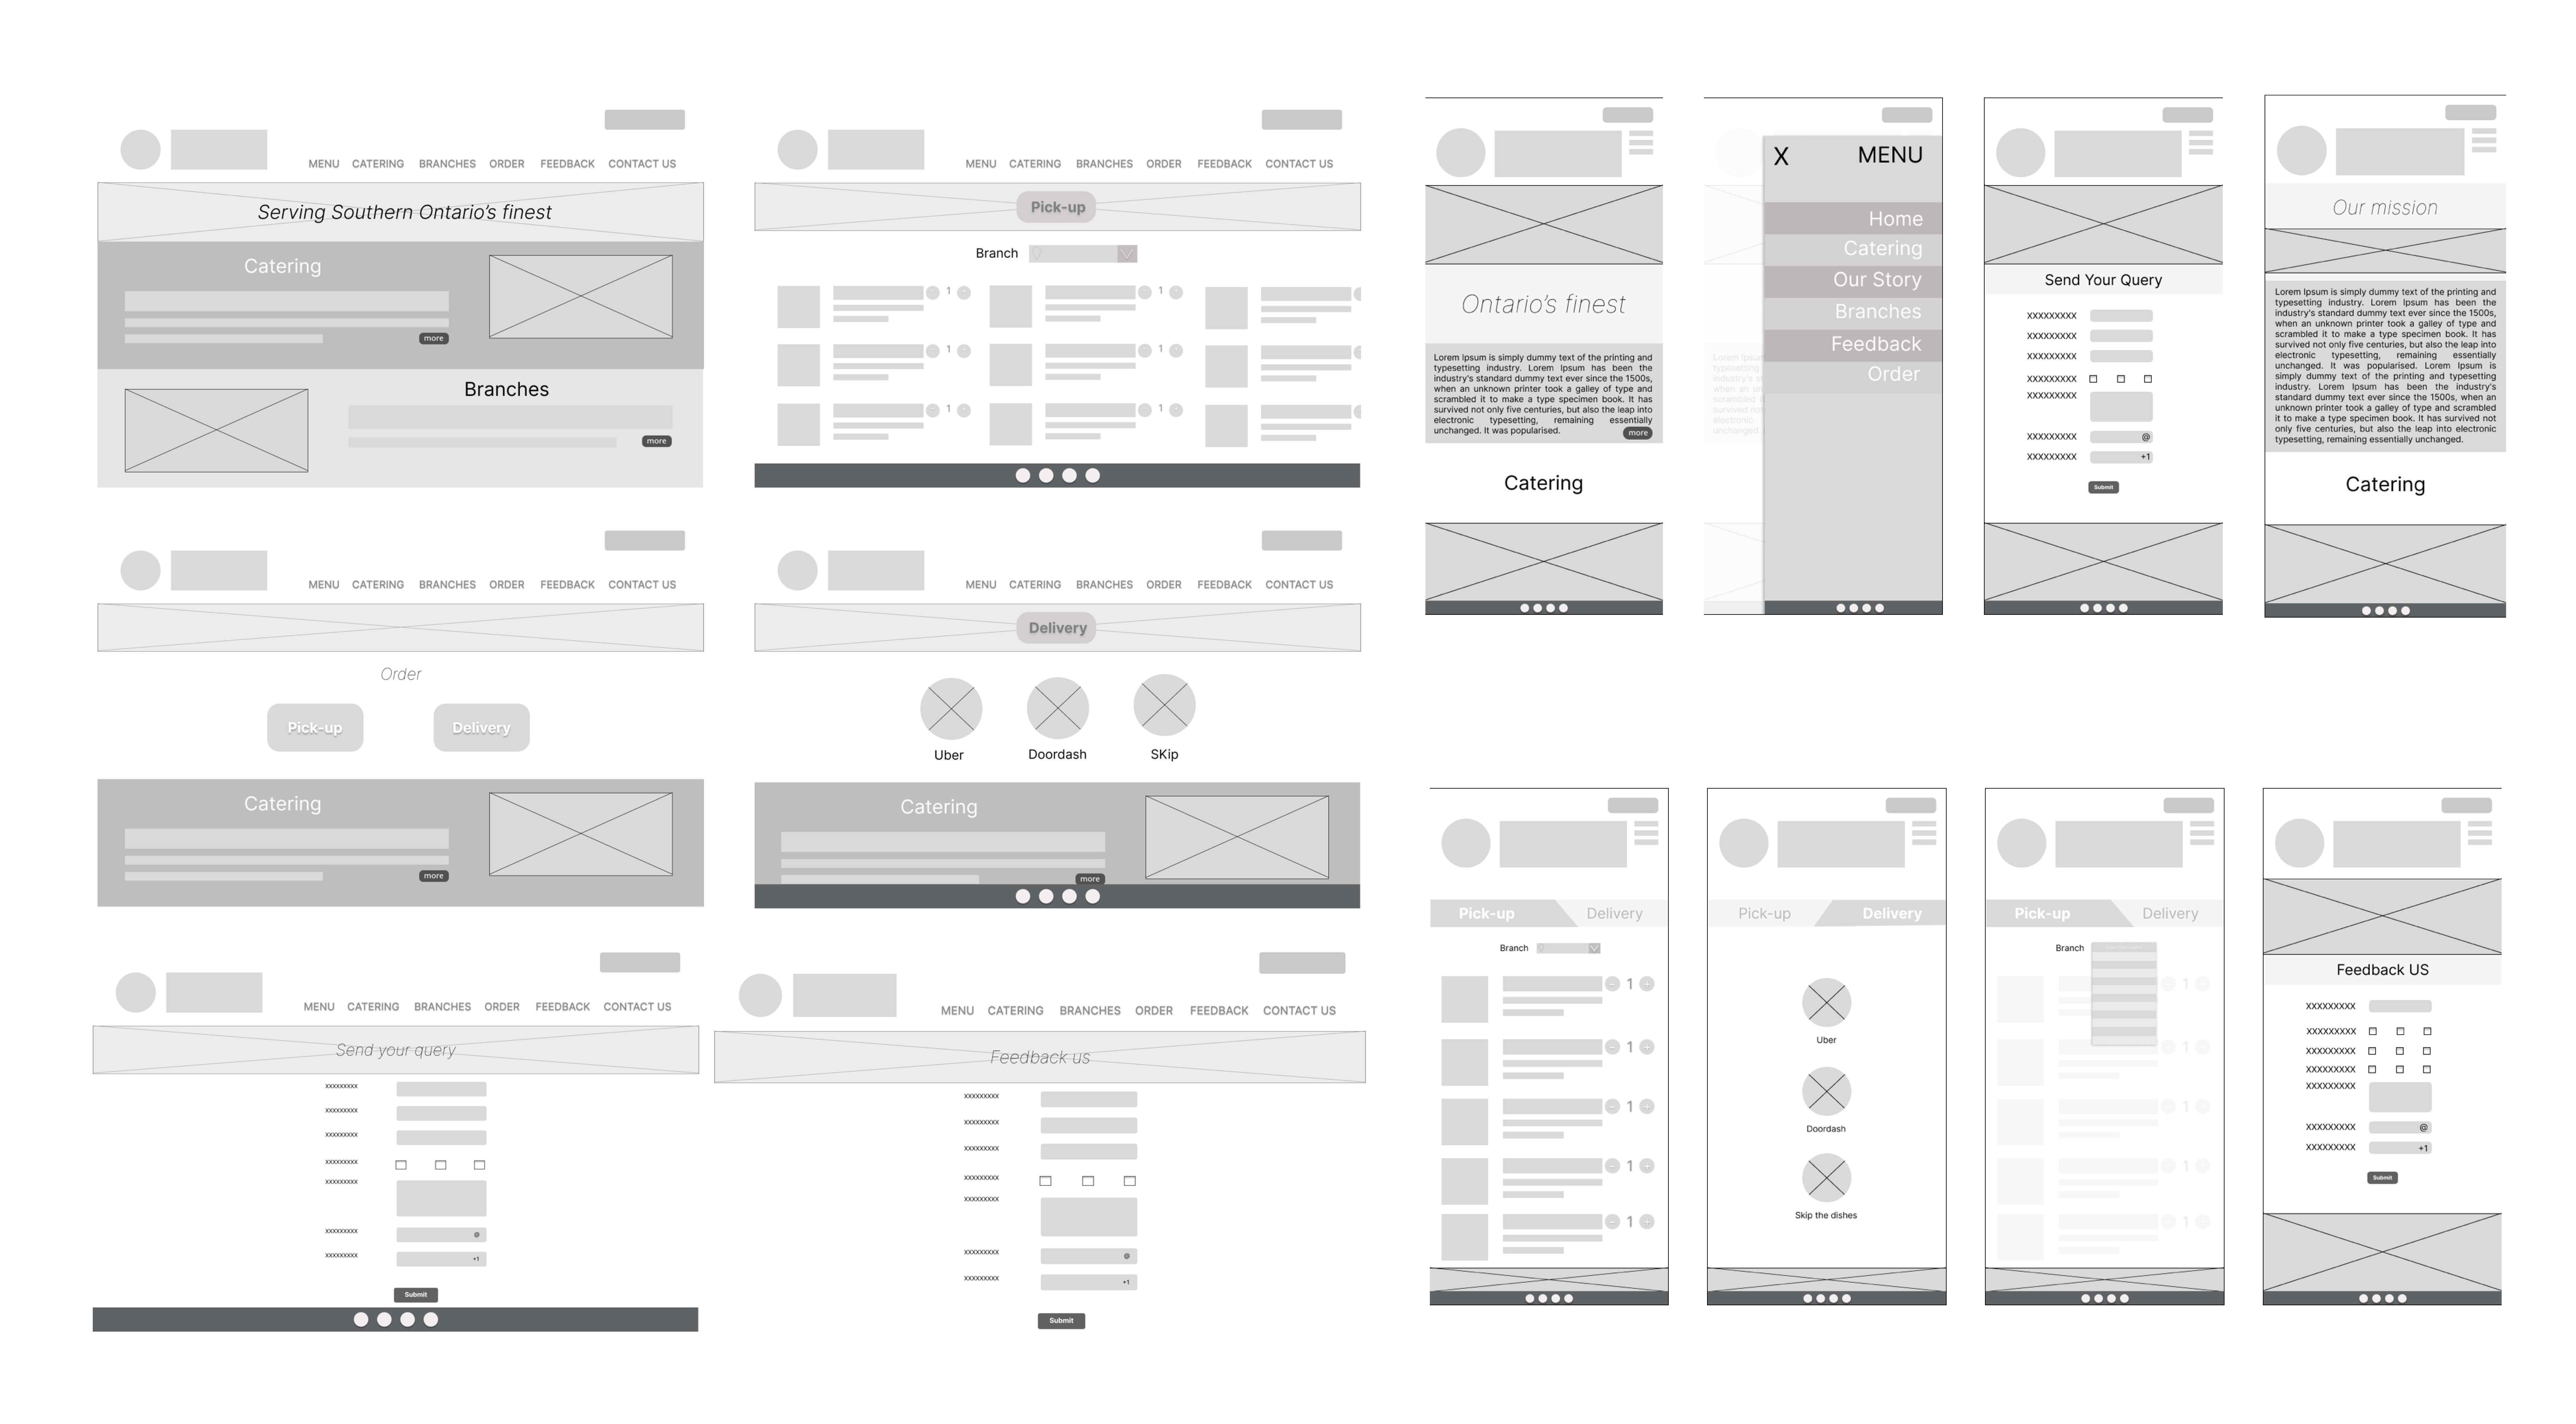 MENU CATERING BRANCHES ORDER FEEDBACK CONTACT US
Serving Southern Ontario's finest
Catering
more
Branches
more
MENU CATERING BRANCHES ORDER FEEDBACK CONTACT US
Pick-up
Branch
1 1
1 1
1 1
MENU CATERING BRANCHES ORDER FEEDBACK CONTACT US
Order
Pick-up Delivery
Catering
more
MENU CATERING BRANCHES ORDER FEEDBACK CONTACT US
Delivery
Uber Doordash SKip
Catering
more
MENU CATERING BRANCHES ORDER FEEDBACK CONTACT US
Send your query
xxxxxxxxx
xxxxxxxxx
xxxxxxxxx
xxxxxxxxx
xxxxxxxxx
xxxxxxxxx @
xxxxxxxxx +1
Submit
MENU CATERING BRANCHES ORDER FEEDBACK CONTACT US
Feedback us
xxxxxxxxx
xxxxxxxxx
xxxxxxxxx
xxxxxxxxx
xxxxxxxxx
xxxxxxxxx @
xxxxxxxxx +1
Submit
Ontario's finest
Lorem Ipsum is simply dummy text of the printing and
typesetting industry. Lorem Ipsum has been the
industry's standard dummy text ever since the 1500s,
when an unknown printer took a galley of type and
scrambled it to make a type specimen book. It has
survived not only five centuries, but also the leap into
electronic typesetting, remaining essentially
unchanged. It was popularised.
more
Catering
X MENU
Home
Catering
Our Story
Branches
Feedback
Order
Lorem Ipsum
typesetting
industry's s
when an un
scrambled i
survived not
electronic
unchanged.
Send Your Query
XXXXXXXXX
XXXXXXXXX
XXXXXXXXX
XXXXXXXXX
XXXXXXXXX
XXXXXXXXX @
XXXXXXXXX +1
Submit
Our mission
Lorem Ipsum is simply dummy text of the printing and
typesetting industry. Lorem Ipsum has been the
industry's standard dummy text ever since the 1500s,
when an unknown printer took a galley of type and
scrambled it to make a type specimen book. It has
survived not only five centuries, but also the leap into
electronic typesetting, remaining essentially
unchanged. It was popularised. Lorem Ipsum is
simply dummy text of the printing and typesetting
industry. Lorem Ipsum has been the industry's
standard dummy text ever since the 1500s, when an
unknown printer took a galley of type and scrambled
it to make a type specimen book. It has survived not
only five centuries, but also the leap into electronic
typesetting, remaining essentially unchanged.
Catering
Pick-up Delivery
Branch
1
1
1
1
1
Pick-up Delivery
Uber
Doordash
Skip the dishes
Pick-up Delivery
Branch
1
1
1
1
1
Feedback US
XXXXXXXXX
XXXXXXXXX
XXXXXXXXX
XXXXXXXXX
XXXXXXXXX
XXXXXXXXX @
XXXXXXXXX +1
Submit